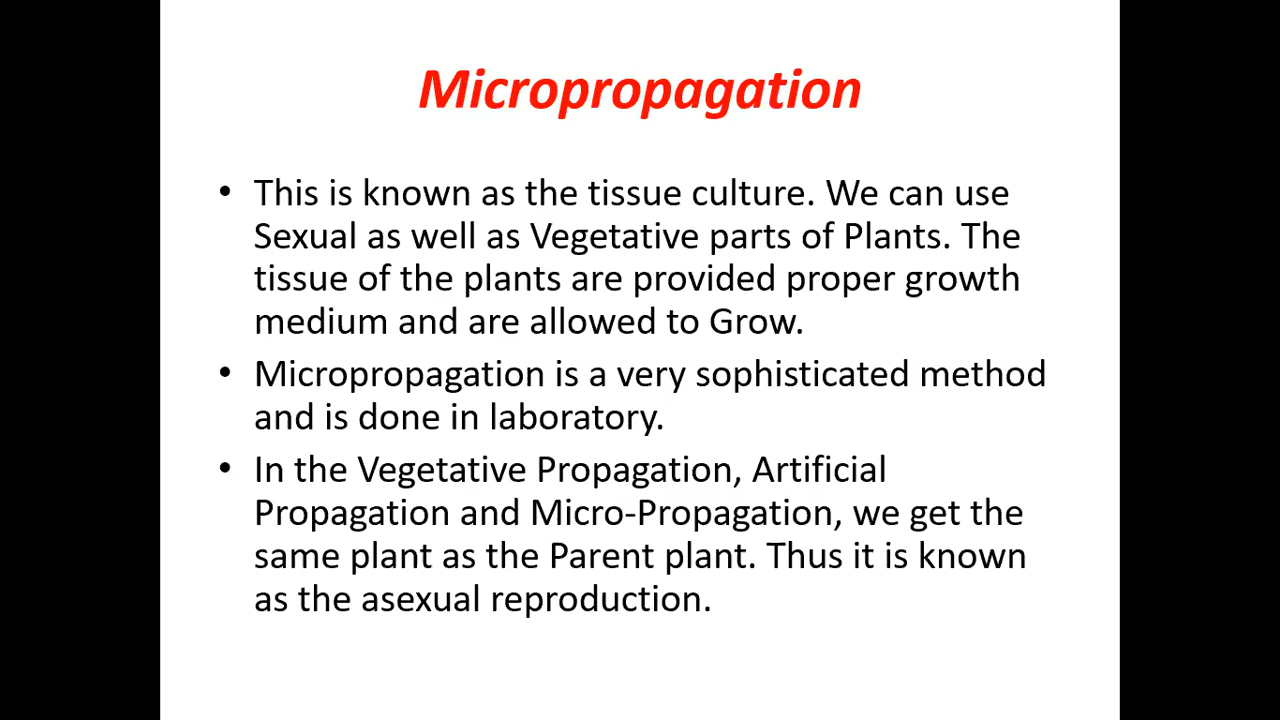 Micropropagation
• This is known as the tissue culture. We can use
Sexual as well as Vegetative parts of Plants. The
tissue of the plants are provided proper growth
medium and are allowed to Grow.
• Micropropagation is a very sophisticated method
and is done in laboratory.
• In the Vegetative Propagation, Artificial
Propagation and Micro-Propagation, we get the
same plant as the Parent plant. Thus it is known
as the asexual reproduction.